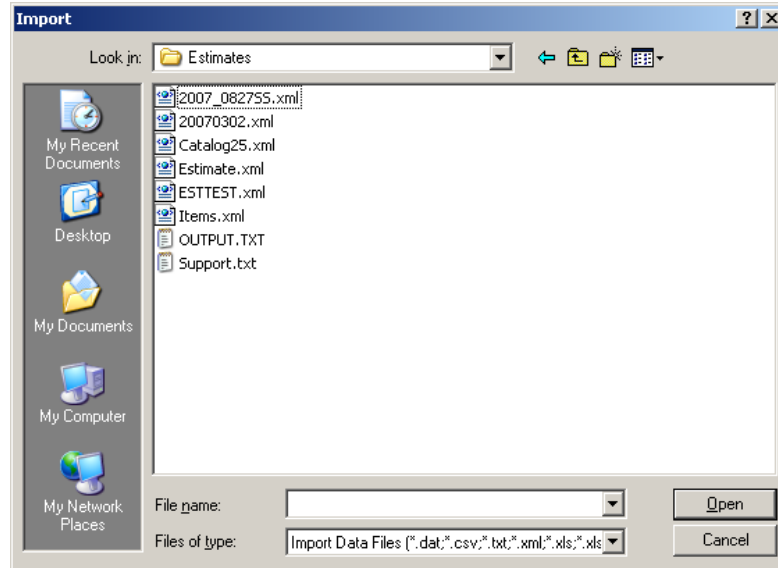 Import
Look in: Estimates
2007_0827SS.xml
20070302.xml
Catalog25.xml
Estimate.xml
ESTTEST.xml
Items.xml
OUTPUT.TXT
Support.txt
My Recent
Documents
Desktop
My Documents
My Computer
My Network
Places
File name:
Open
Files of type: Import Data Files (*.dat;*.csv;*.txt;*.xml;*.xls;*.xls
Cancel